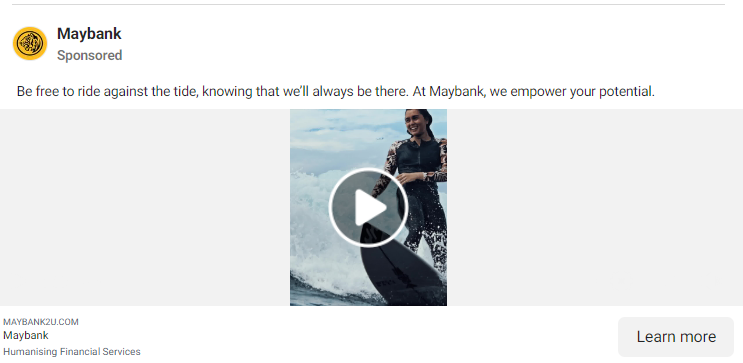 Maybank
Sponsored
Be free to ride against the tide, knowing that we'll always be there. At Maybank, we empower your potential.
MAYBANK2U.COM
Maybank
Humanising Financial Services
Learn more